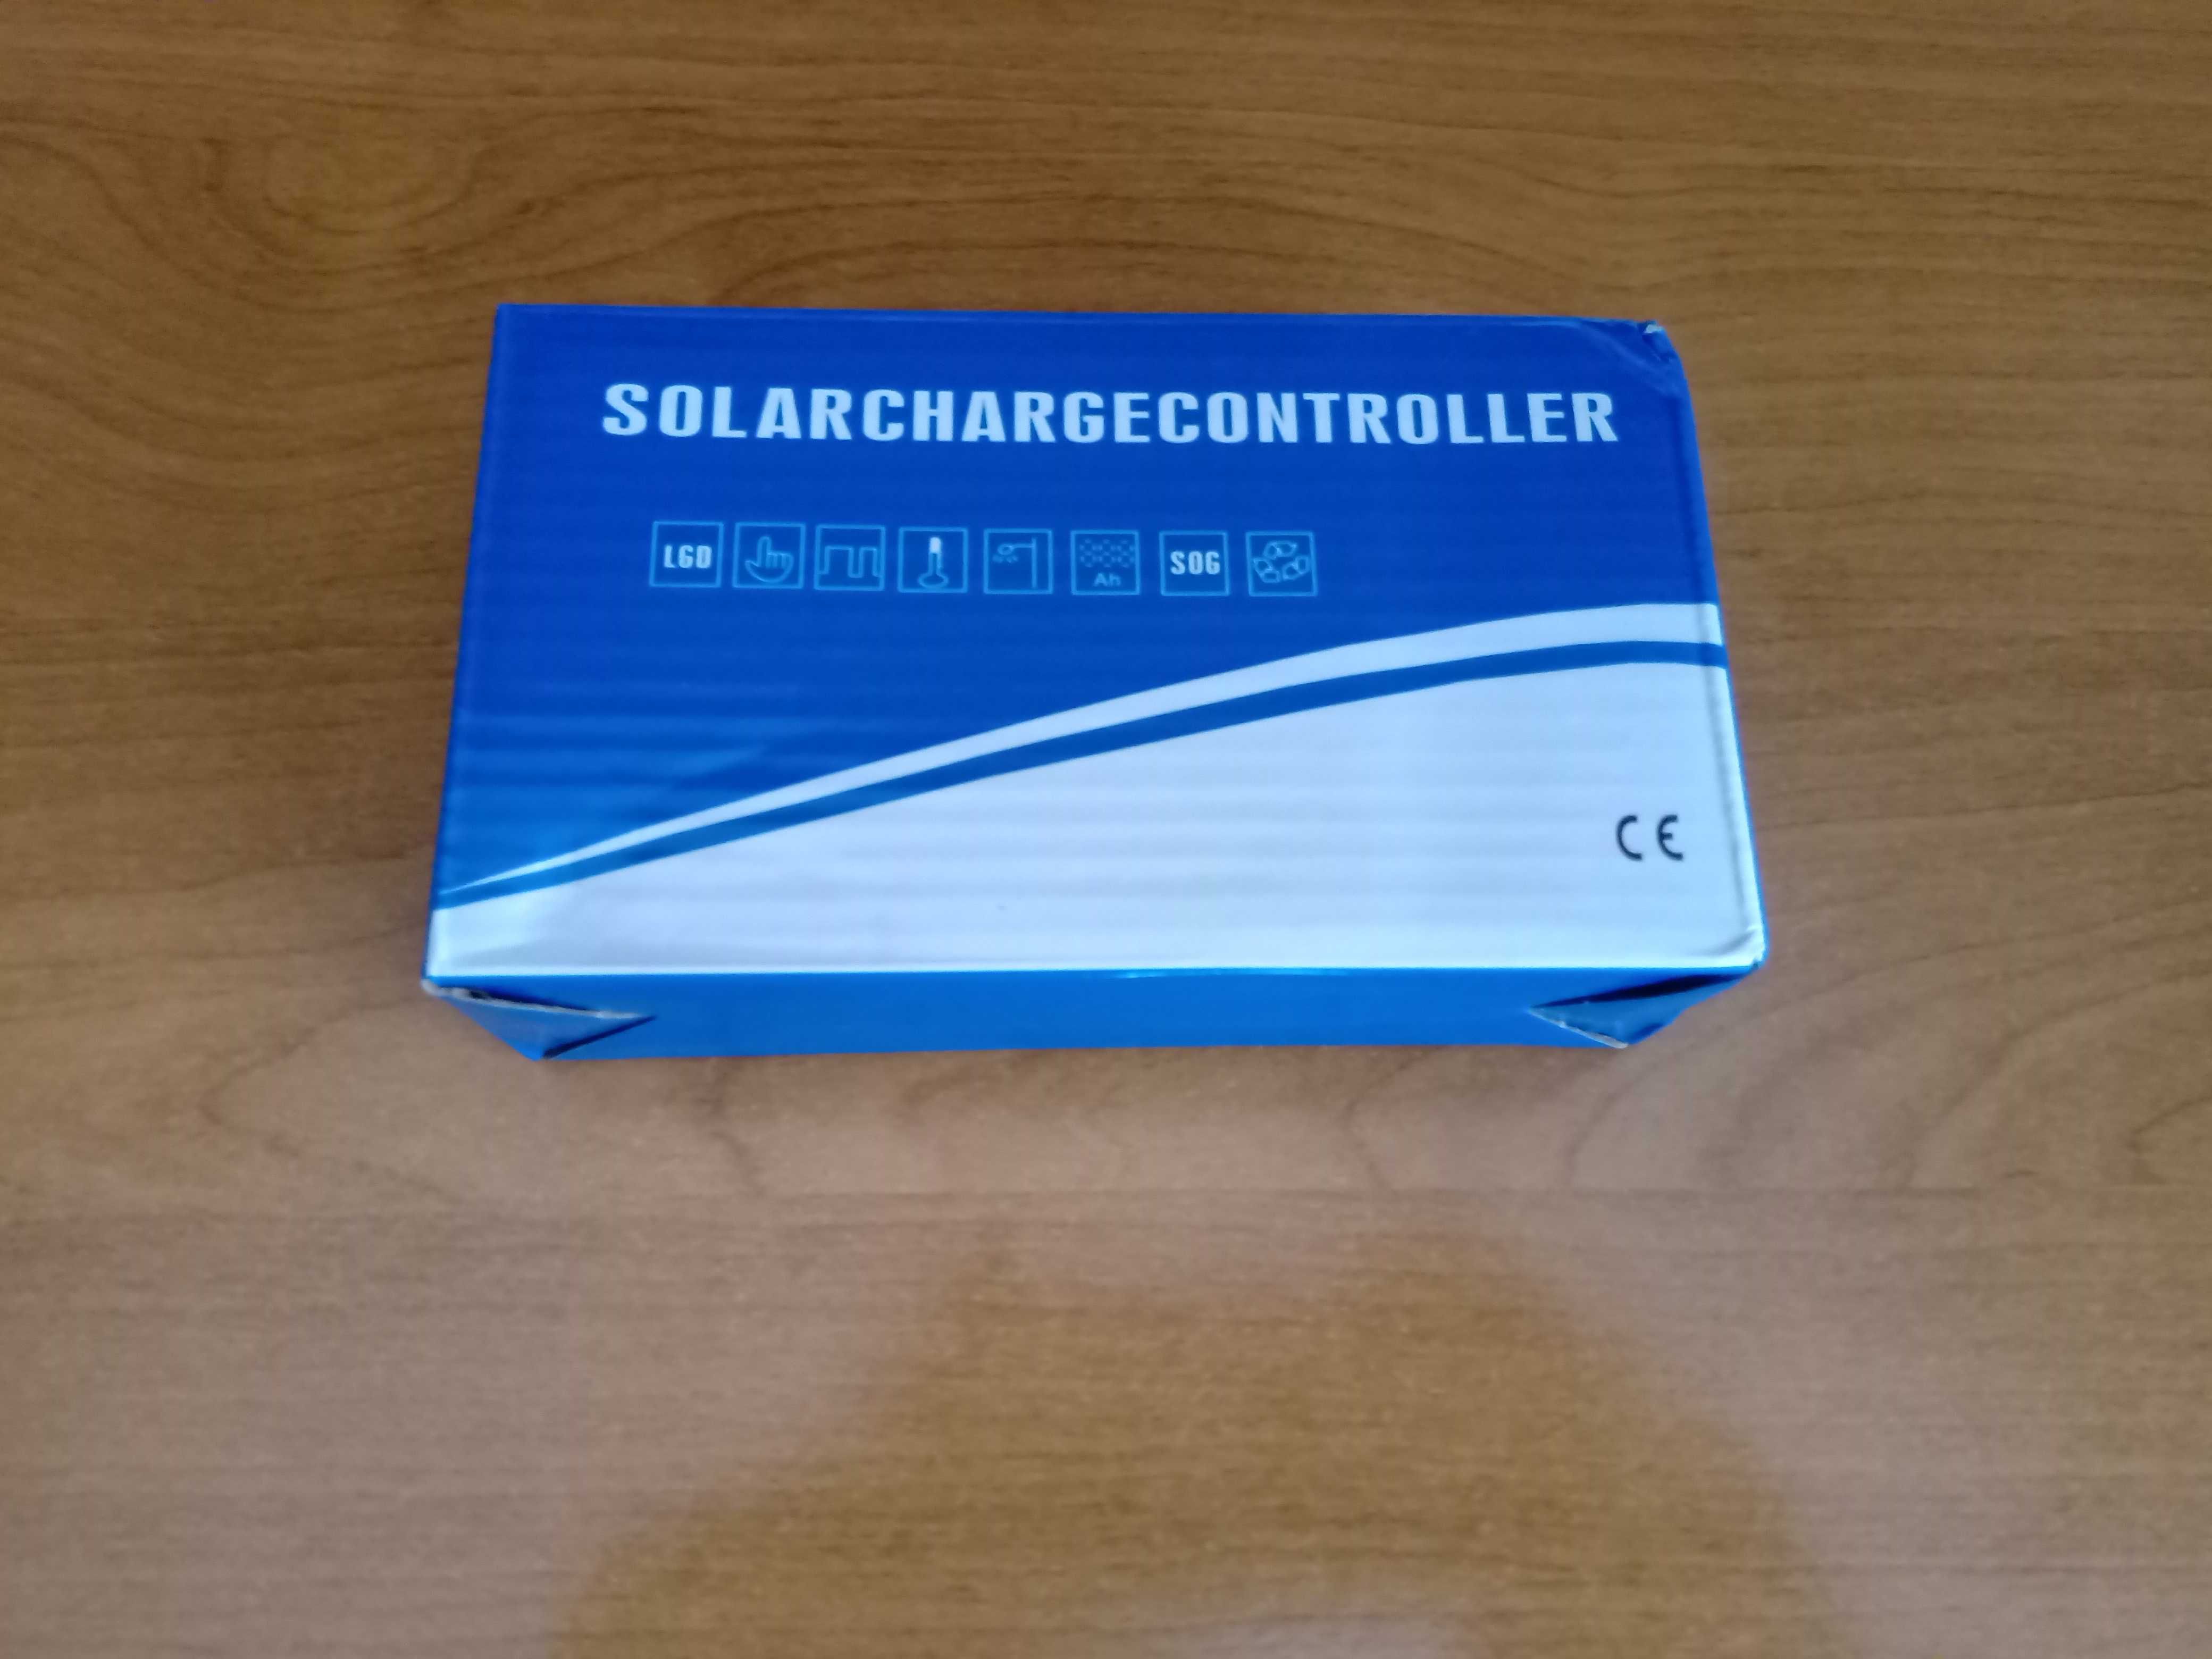 SOLARCHARGECONTROLLER
LGD
Ah
SOG
CE